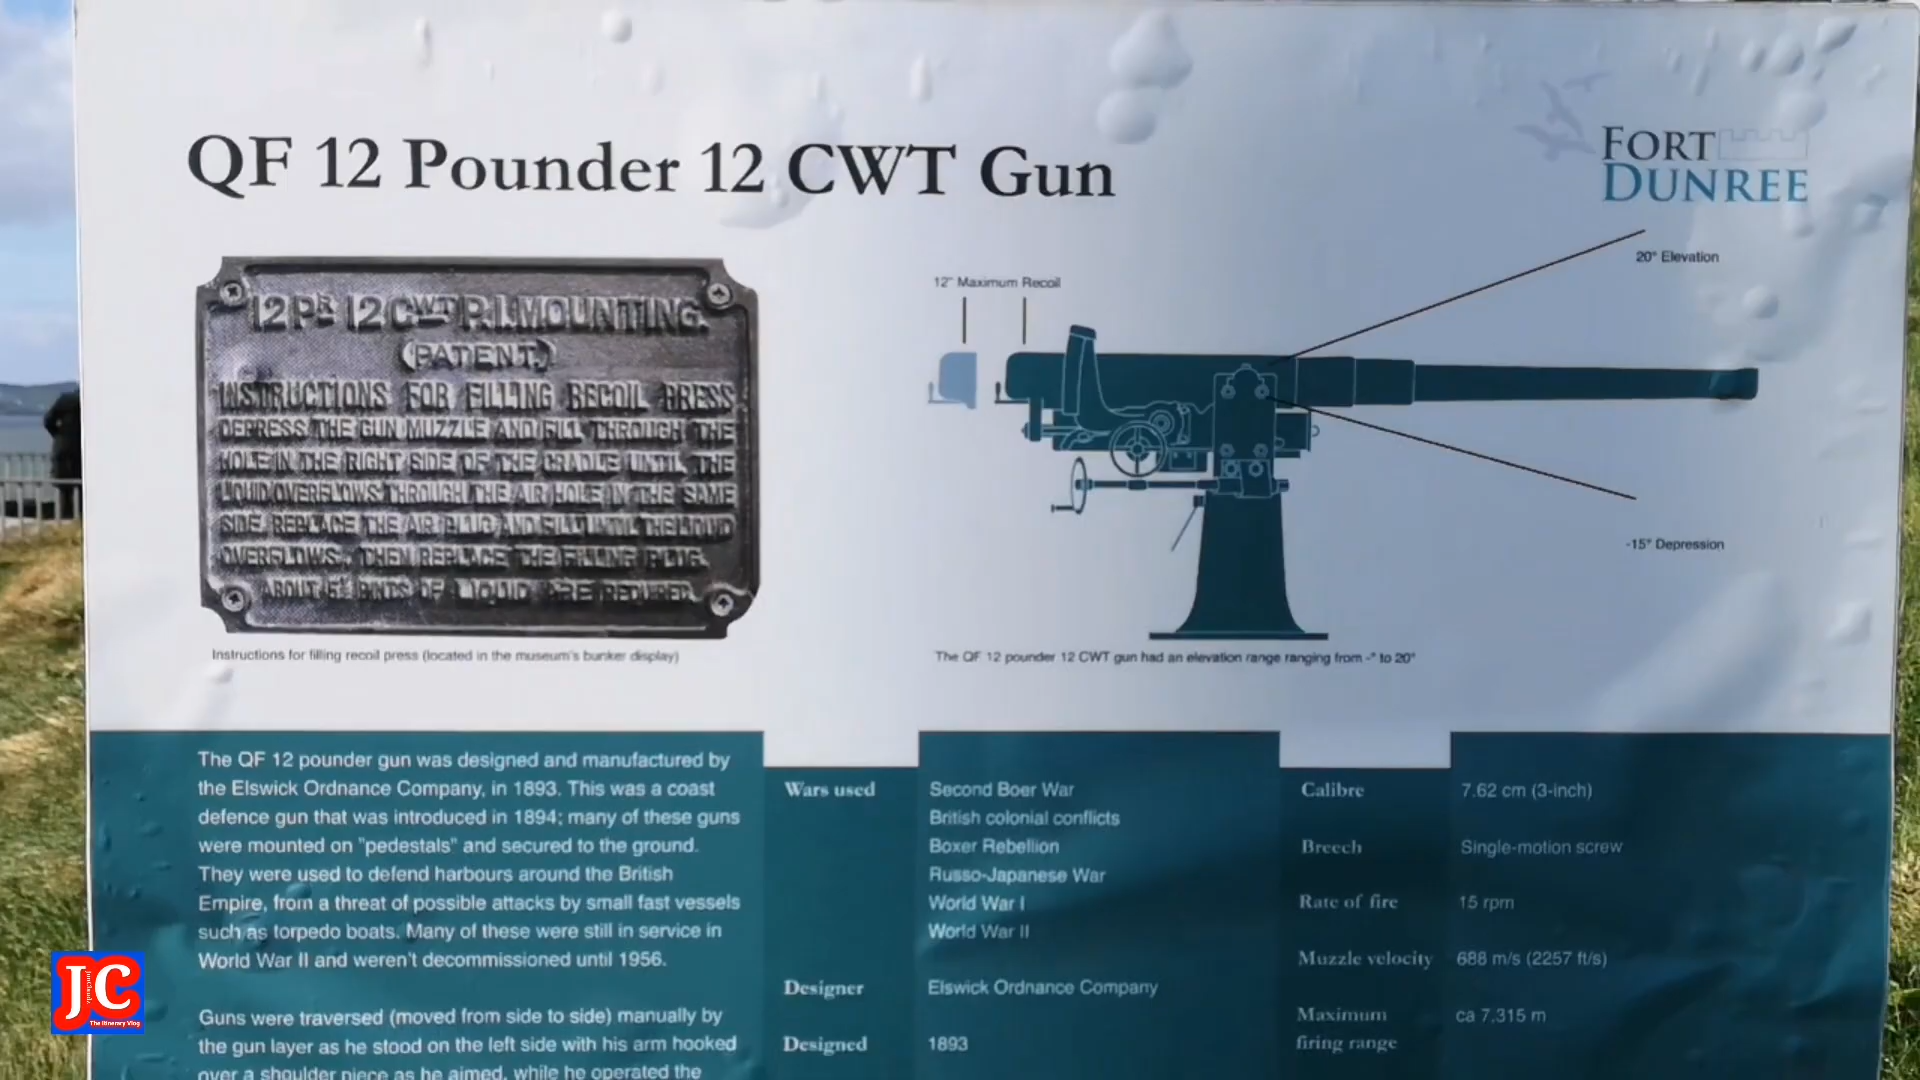 QF 12 Pounder 12 CWT Gun
FORT
DUNREE
12 PR 12 CWT P.I. MOUNTING.
(PATENT.)
INSTRUCTIONS FOR FILLING RECOIL PRESS
DEPRESS THE GUN MUZZLE AND FILL THROUGH THE
HOLE IN THE RIGHT SIDE OF THE CRADLE UNTIL THE
LIQUID OVERFLOWS THROUGH THE AIR HOLE IN THE SAME
SIDE. REPLACE THE AIR PLUG AND FILL UNTIL THE LIQUID
OVERFLOWS. THEN REPLACE THE FILLING PLUG.
ABOUT PINTS OF LIQUID ARE REQUIRED.
Instructions for filling recoil press (located in the museum's bunker display)
12" Maximum Recoil
20° Elevation
-15° Depression
The QF 12 pounder 12 CWT gun had an elevation range ranging from -° to 20°
The QF 12 pounder gun was designed and manufactured by
the Elswick Ordnance Company, in 1893. This was a coast
defence gun that was introduced in 1894; many of these guns
were mounted on "pedestals" and secured to the ground.
They were used to defend harbours around the British
Empire, from a threat of possible attacks by small fast vessels
such as torpedo boats. Many of these were still in service in
World War II and weren't decommissioned until 1956.
Guns were traversed (moved from side to side) manually by
the gun layer as he stood on the left side with his arm hooked
over a shoulder piece as he aimed, while he operated the
Wars used
Second Boer War
British colonial conflicts
Boxer Rebellion
Russo-Japanese War
World War I
World War II
Designer
Elswick Ordnance Company
Designed
1893
Calibre
7.62 cm (3-inch)
Breech
Single-motion screw
Rate of fire
15 rpm
Muzzle velocity
688 m/s (2257 ft/s)
Maximum
firing range
ca 7,315 m
JC
The Itinerary Vlog